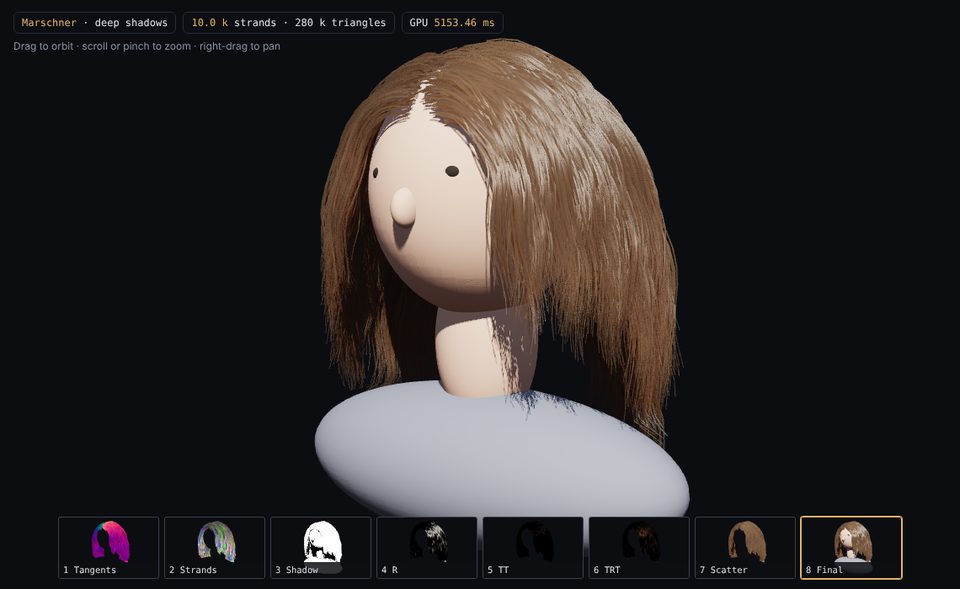 Marschner · deep shadows
10.0 k strands · 280 k triangles
GPU 5153.46 ms
Drag to orbit · scroll or pinch to zoom · right-drag to pan
1 Tangents
2 Strands
3 Shadow
4 R
5 TT
6 TRT
7 Scatter
8 Final